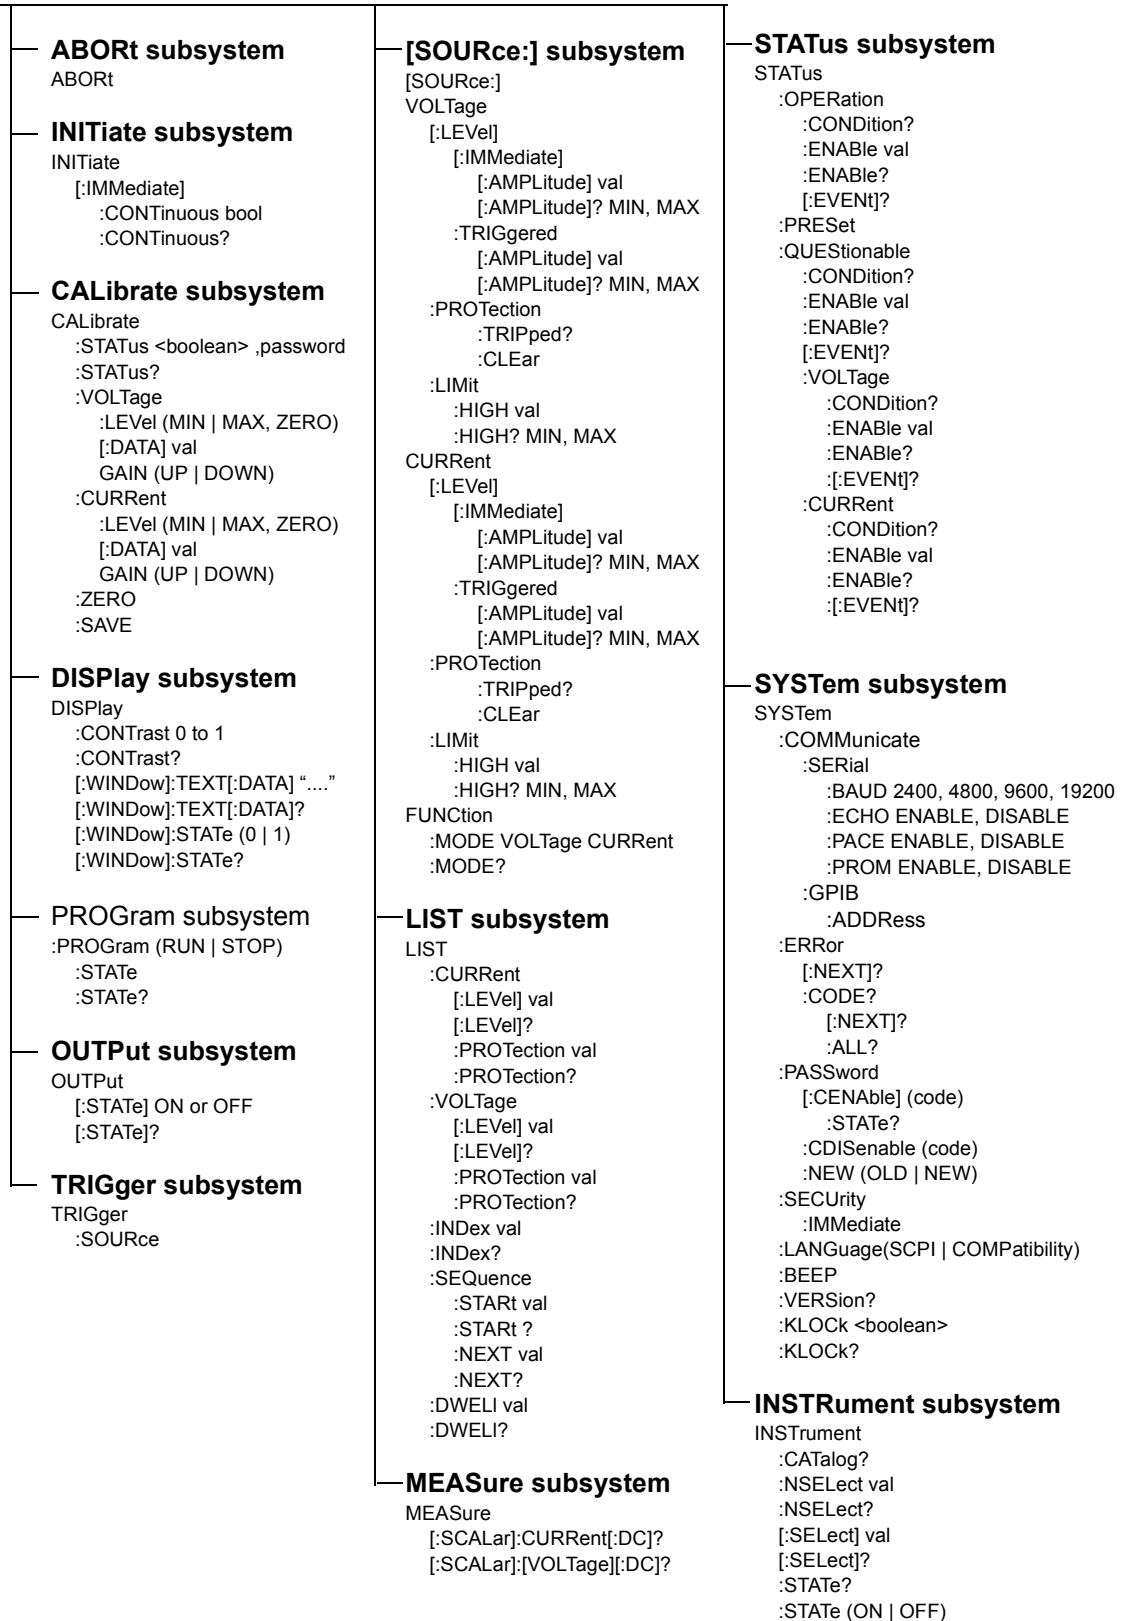 ABORt subsystem
ABORt
INITiate subsystem
INITiate
[:IMMediate]
:CONTinuous bool
:CONTinuous?
CALibrate subsystem
CALibrate
:STATus <boolean> ,password
:STATus?
:VOLTage
:LEVel (MIN | MAX, ZERO)
[:DATA] val
GAIN (UP | DOWN)
:CURRent
:LEVel (MIN | MAX, ZERO)
[:DATA] val
GAIN (UP | DOWN)
:ZERO
:SAVE
DISPlay subsystem
DISPlay
:CONTrast 0 to 1
:CONTrast?
[:WINDow]:TEXT[:DATA] “....”
[:WINDow]:TEXT[:DATA]?
[:WINDow]:STATe (0 | 1)
[:WINDow]:STATe?
PROGram subsystem
:PROGram (RUN | STOP)
:STATe
:STATe?
OUTPut subsystem
OUTPut
[:STATe] ON or OFF
[:STATe]?
TRIGger subsystem
TRIGger
:SOURce
[SOURce:] subsystem
[SOURce:]
VOLTage
[:LEVel]
[:IMMediate]
[:AMPLitude] val
[:AMPLitude]? MIN, MAX
:TRIGgered
[:AMPLitude] val
[:AMPLitude]? MIN, MAX
:PROTection
:TRIPped?
:CLEar
:LIMit
:HIGH val
:HIGH? MIN, MAX
CURRent
[:LEVel]
[:IMMediate]
[:AMPLitude] val
[:AMPLitude]? MIN, MAX
:TRIGgered
[:AMPLitude] val
[:AMPLitude]? MIN, MAX
:PROTection
:TRIPped?
:CLEar
:LIMit
:HIGH val
:HIGH? MIN, MAX
FUNCtion
:MODE VOLTage CURRent
:MODE?
LIST subsystem
LIST
:CURRent
[:LEVel] val
[:LEVel]?
:PROTection val
:PROTection?
:VOLTage
[:LEVel] val
[:LEVel]?
:PROTection val
:PROTection?
:INDex val
:INDex?
:SEQuence
:STARt val
:STARt ?
:NEXT val
:NEXT?
:DWELl val
:DWELl?
MEASure subsystem
MEASure
[:SCALar]:CURRent[:DC]?
[:SCALar]:[VOLTage][:DC]?
STATus subsystem
STATus
:OPERation
:CONDition?
:ENABle val
:ENABle?
[:EVENt]?
:PRESet
:QUEStionable
:CONDition?
:ENABle val
:ENABle?
[:EVENt]?
:VOLTage
:CONDition?
:ENABle val
:ENABle?
:[:EVENt]?
:CURRent
:CONDition?
:ENABle val
:ENABle?
:[:EVENt]?
SYSTem subsystem
SYSTem
:COMMunicate
:SERial
:BAUD 2400, 4800, 9600, 19200
:ECHO ENABLE, DISABLE
:PACE ENABLE, DISABLE
:PROM ENABLE, DISABLE
:GPIB
:ADDRess
:ERRor
[:NEXT]?
:CODE?
[:NEXT]?
:ALL?
:PASSword
[:CENAble] (code)
:STATe?
:CDISenable (code)
:NEW (OLD | NEW)
:SECUrity
:IMMediate
:LANGuage(SCPI | COMPatibility)
:BEEP
:VERSion?
:KLOCk <boolean>
:KLOCk?
INSTRument subsystem
INSTrument
:CATalog?
:NSELect val
:NSELect?
[:SELect] val
[:SELect]?
:STATe?
:STATe (ON | OFF)